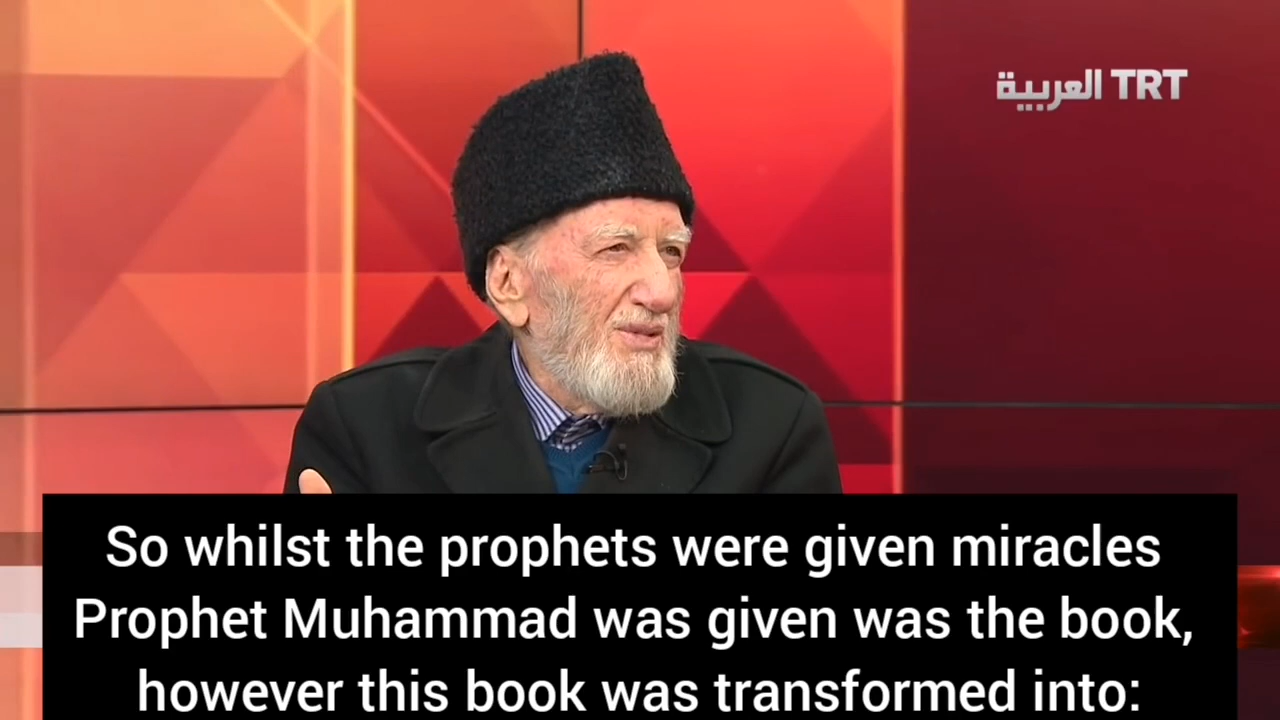 العربية TRT
So whilst the prophets were given miracles
Prophet Muhammad was given was the book,
however this book was transformed into: